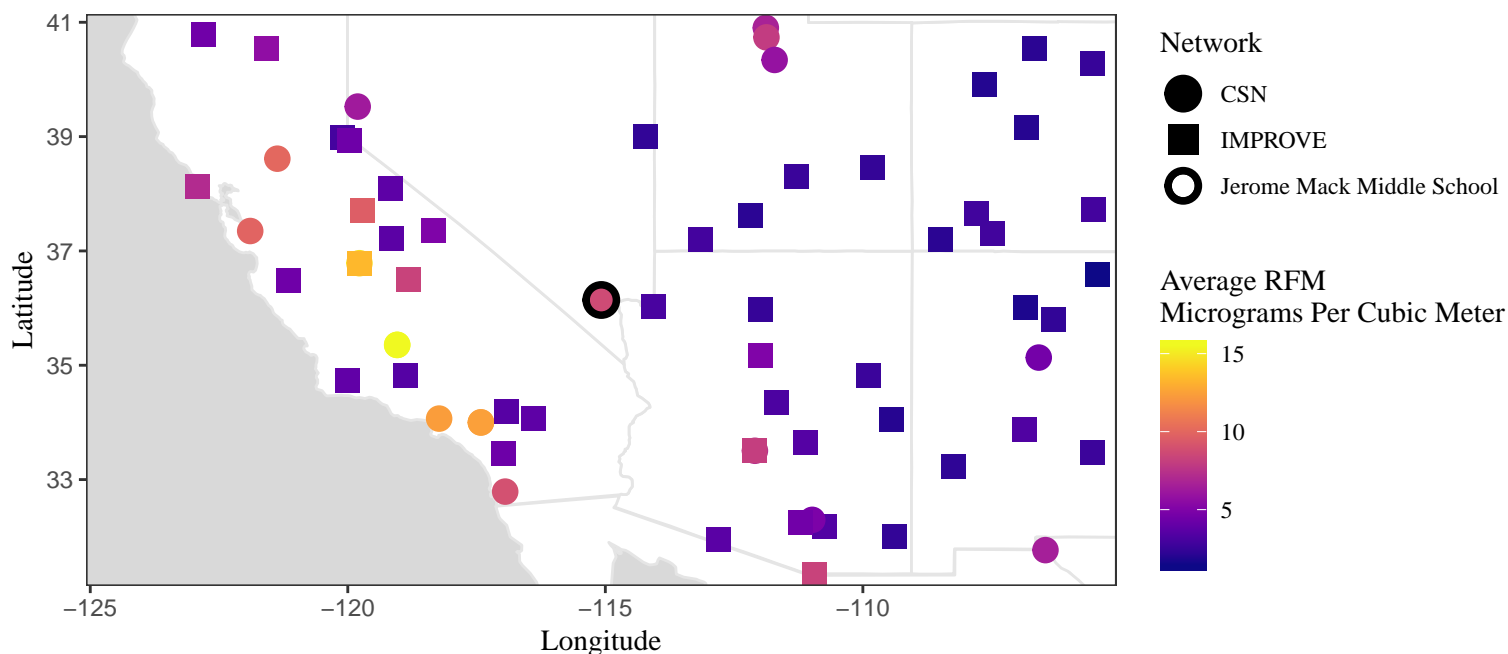 41
39
37
35
33
Latitude
−125
−120
−115
−110
Longitude
Network
CSN
IMPROVE
Jerome Mack Middle School
Average RFM
Micrograms Per Cubic Meter
15
10
5